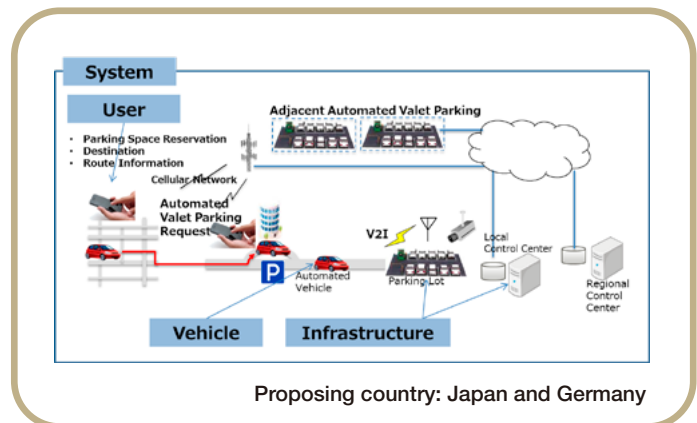 System
User
• Parking Space Reservation
• Destination
• Route Information
Adjacent Automated Valet Parking
Cellular Network
Automated
Valet Parking
Request
V2I
P
Automated
Vehicle
Parking Lot
Local
Control Center
Regional
Control
Center
Vehicle
Infrastructure
Proposing country: Japan and Germany